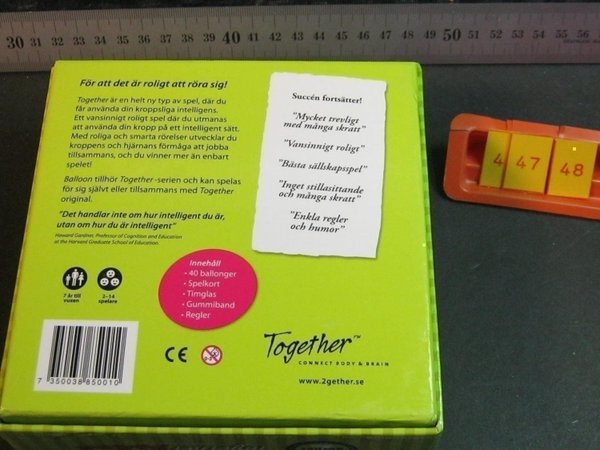 30 31 32 33 34 35 36 37 38 39 40 41 42 43 44 45 46 47 48 49 50 51 52 53 54 55 56
För att det är roligt att röra sig!
Together är en helt ny typ av spel, där du
får använda din kroppsliga intelligens.
Ett vansinnigt roligt spel där du utmanas
att använda din kropp på ett intelligent sätt.
Med roliga och smarta rörelser utvecklar du
kroppens och hjärnans förmåga att jobba
tillsammans, och du vinner mer än enbart
spelet!
Balloon tillhör Together -serien och kan spelas
för sig självt eller tillsammans med Together
original.
"Det handlar inte om hur intelligent du är,
utan om hur du är intelligent"
Howard Gardner, Professor of Cognition and Education
at the Harvard Graduate School of Education.
Succén fortsätter!
"Mycket trevligt
med många skratt"
"Vansinnigt roligt"
"Bästa sällskapsspel"
"Inget stillasittande
och många skratt"
"Enkla regler
och humor"
Innehåll
• 40 ballonger
• Spelkort
• Timglas
• Gummiband
• Regler
7 år till
vuxen
2–14
spelare
7 350038 850010
CE
0-3
Together™
CONNECT BODY & BRAIN
www.2gether.se
4 47 48